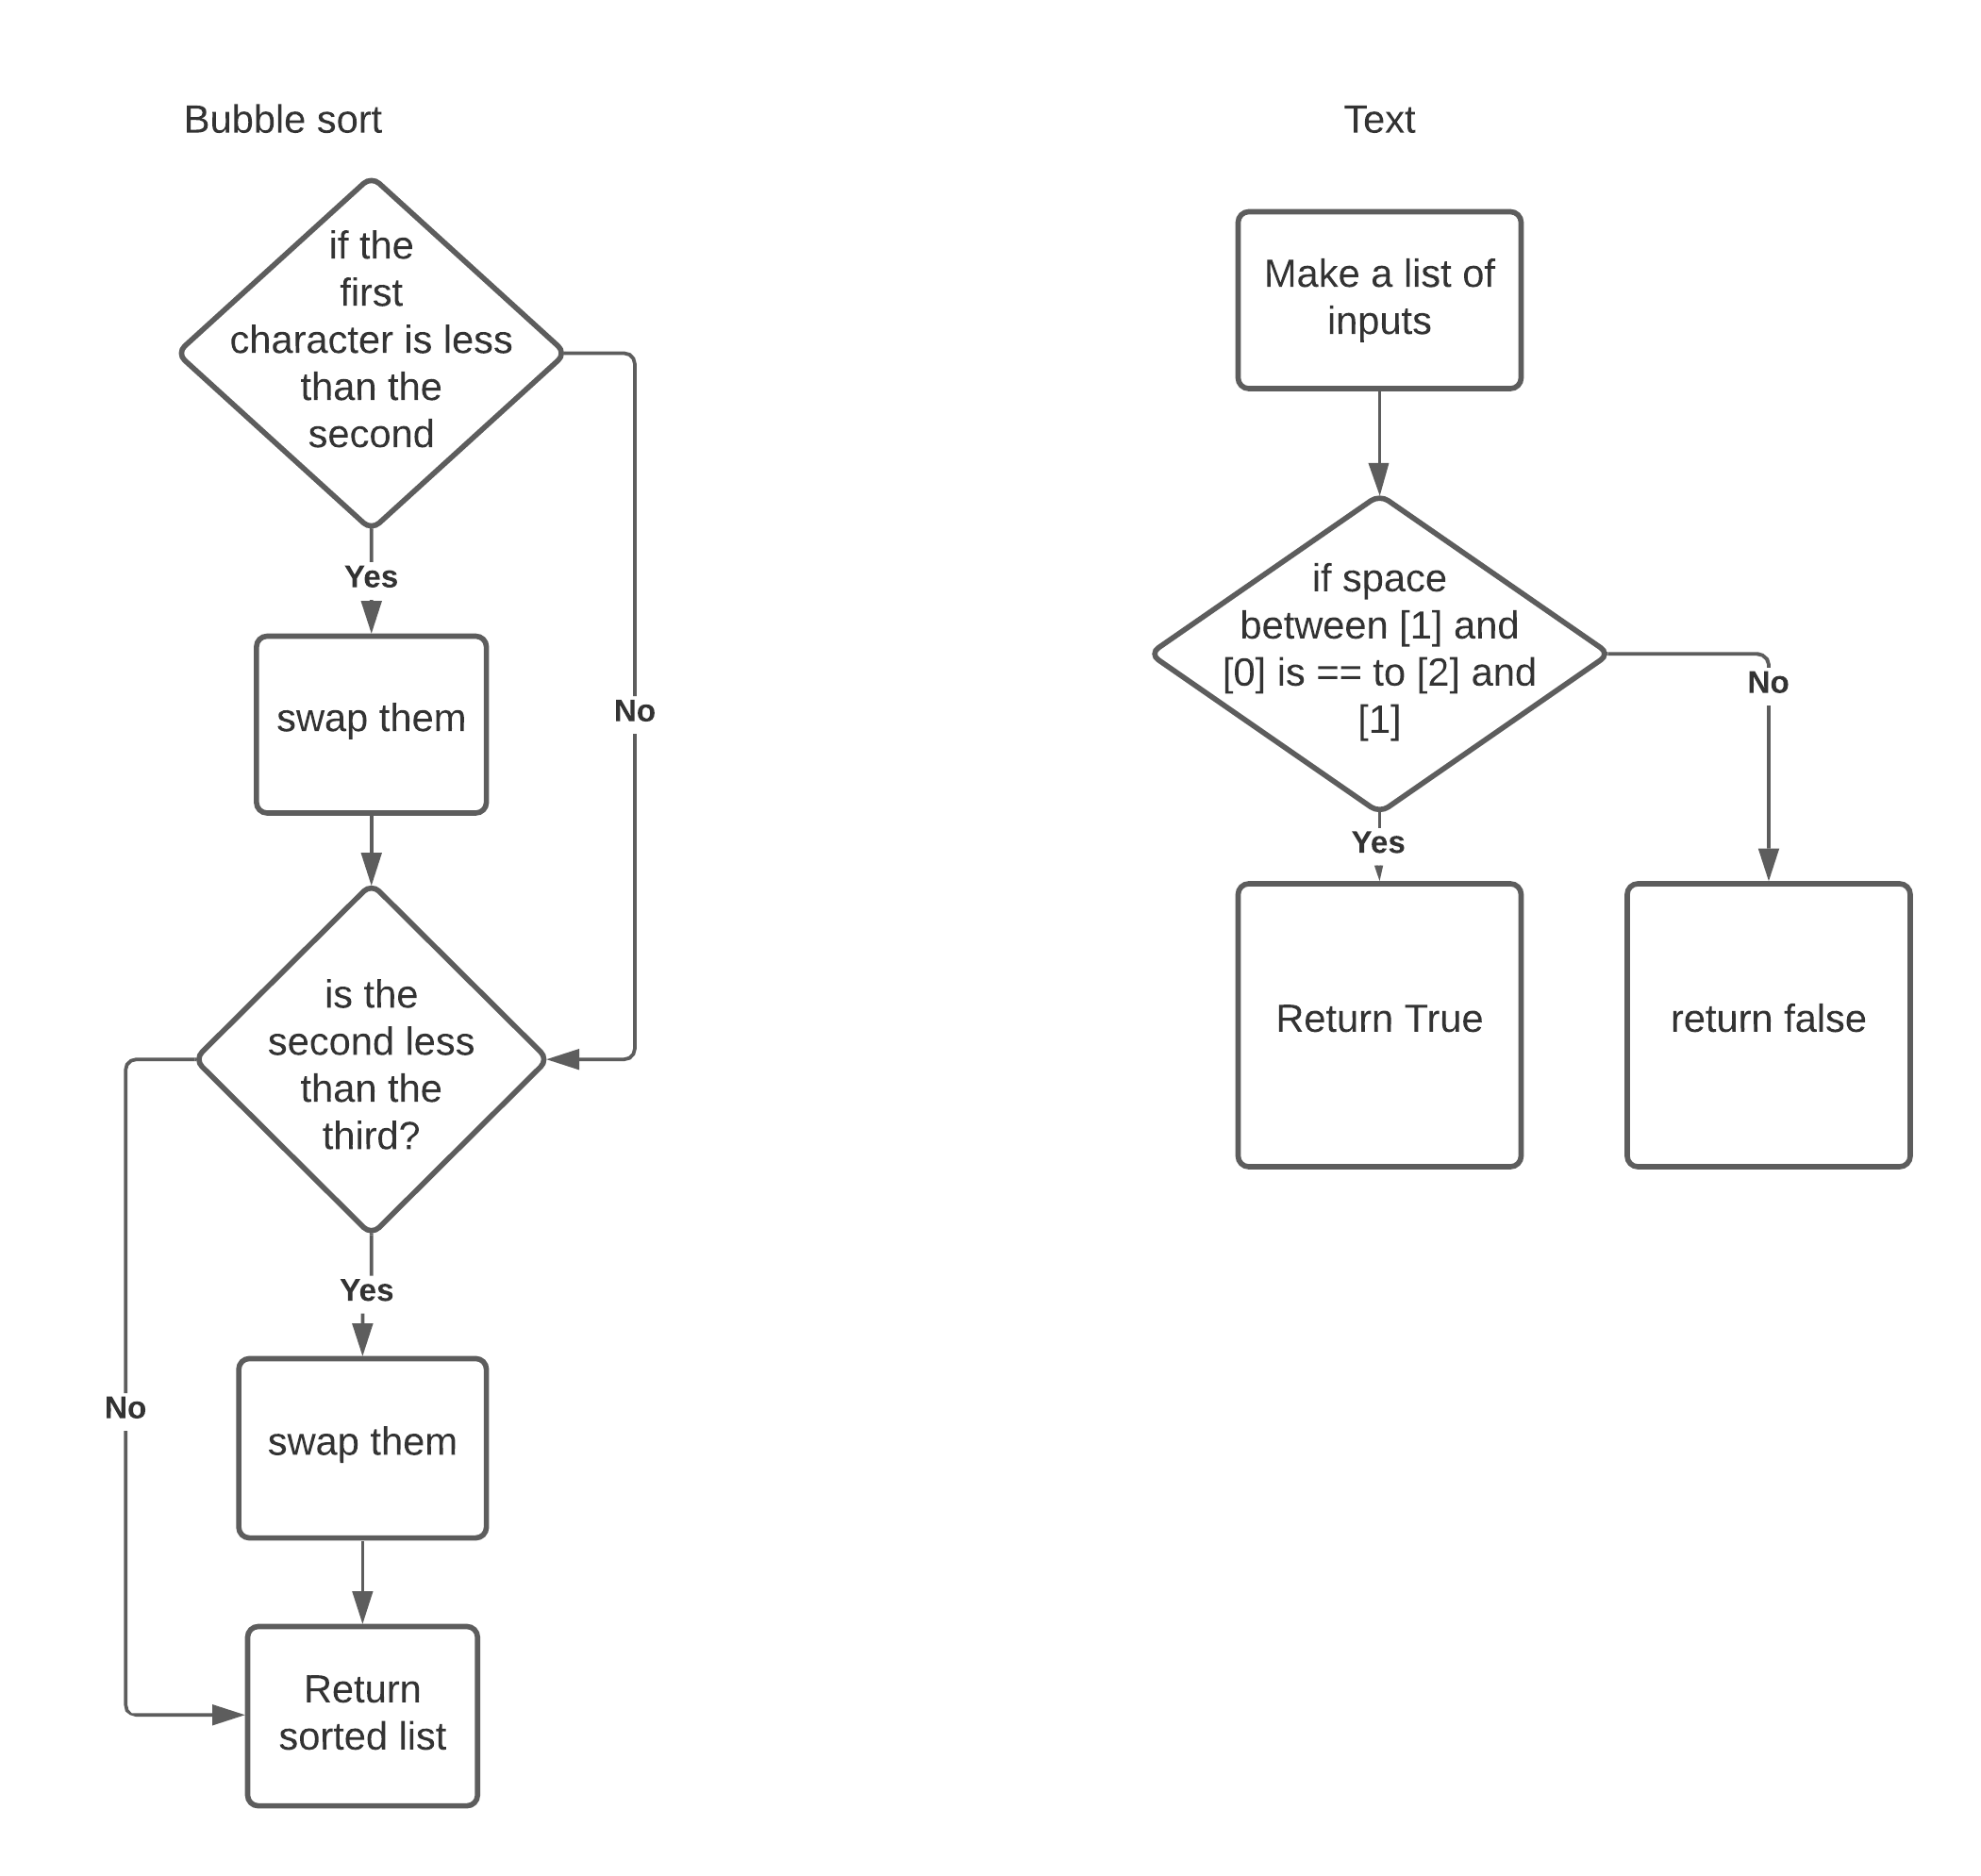 Bubble sort
if the
first
character is less
than the
second
Yes
No
swap them
is the
second less
than the
third?
Yes
No
swap them
Return
sorted list
Text
Make a list of
inputs
if space
between [1] and
[0] is == to [2] and
[1]
No
Yes
Return True
return false